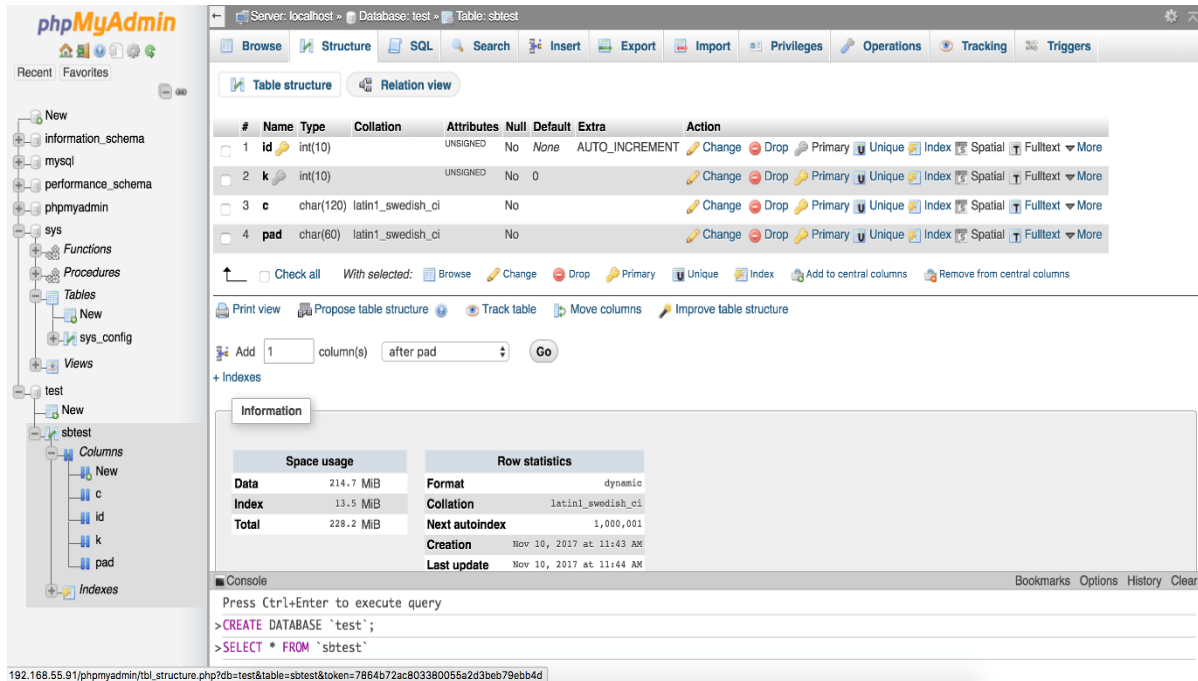 phpMyAdmin
Recent Favorites
New
information_schema
mysql
performance_schema
phpmyadmin
sys
Functions
Procedures
Tables
New
sys_config
Views
test
New
sbtest
Columns
New
c
id
k
pad
Indexes
Server: localhost » Database: test » Table: sbtest
Browse Structure SQL Search Insert Export Import Privileges Operations Tracking Triggers
Table structure Relation view
# Name Type Collation Attributes Null Default Extra Action
1 id int(10) UNSIGNED No None AUTO_INCREMENT Change Drop Primary Unique Index Spatial Fulltext More
2 k int(10) UNSIGNED No 0 Change Drop Primary Unique Index Spatial Fulltext More
3 c char(120) latin1_swedish_ci No Change Drop Primary Unique Index Spatial Fulltext More
4 pad char(60) latin1_swedish_ci No Change Drop Primary Unique Index Spatial Fulltext More
Check all With selected: Browse Change Drop Primary Unique Index Add to central columns Remove from central columns
Print view Propose table structure Track table Move columns Improve table structure
Add 1 column(s) after pad Go
+ Indexes
Information
Space usage
Data 214.7 MiB
Index 13.5 MiB
Total 228.2 MiB
Row statistics
Format dynamic
Collation latin1_swedish_ci
Next autoindex 1,000,001
Creation Nov 10, 2017 at 11:43 AM
Last update Nov 10, 2017 at 11:44 AM
Console Bookmarks Options History Clear
Press Ctrl+Enter to execute query
>CREATE DATABASE `test`;
>SELECT * FROM `sbtest`
192.168.55.91/phpmyadmin/tbl_structure.php?db=test&table=sbtest&token=7864b72ac803380055a2d3beb79ebb4d